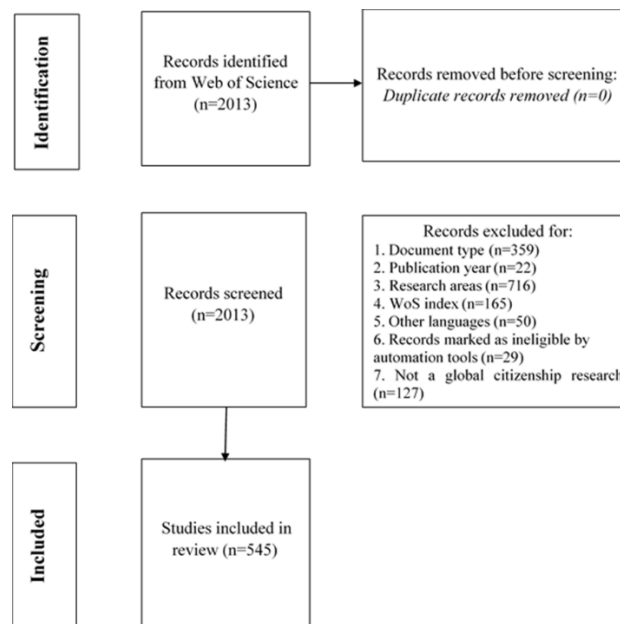 Identification
Records identified
from Web of Science
(n=2013)
Records removed before screening:
Duplicate records removed (n=0)
Screening
Records screened
(n=2013)
Records excluded for:
1. Document type (n=359)
2. Publication year (n=22)
3. Research areas (n=716)
4. WoS index (n=165)
5. Other languages (n=50)
6. Records marked as ineligible by
automation tools (n=29)
7. Not a global citizenship research
(n=127)
Included
Studies included in
review (n=545)